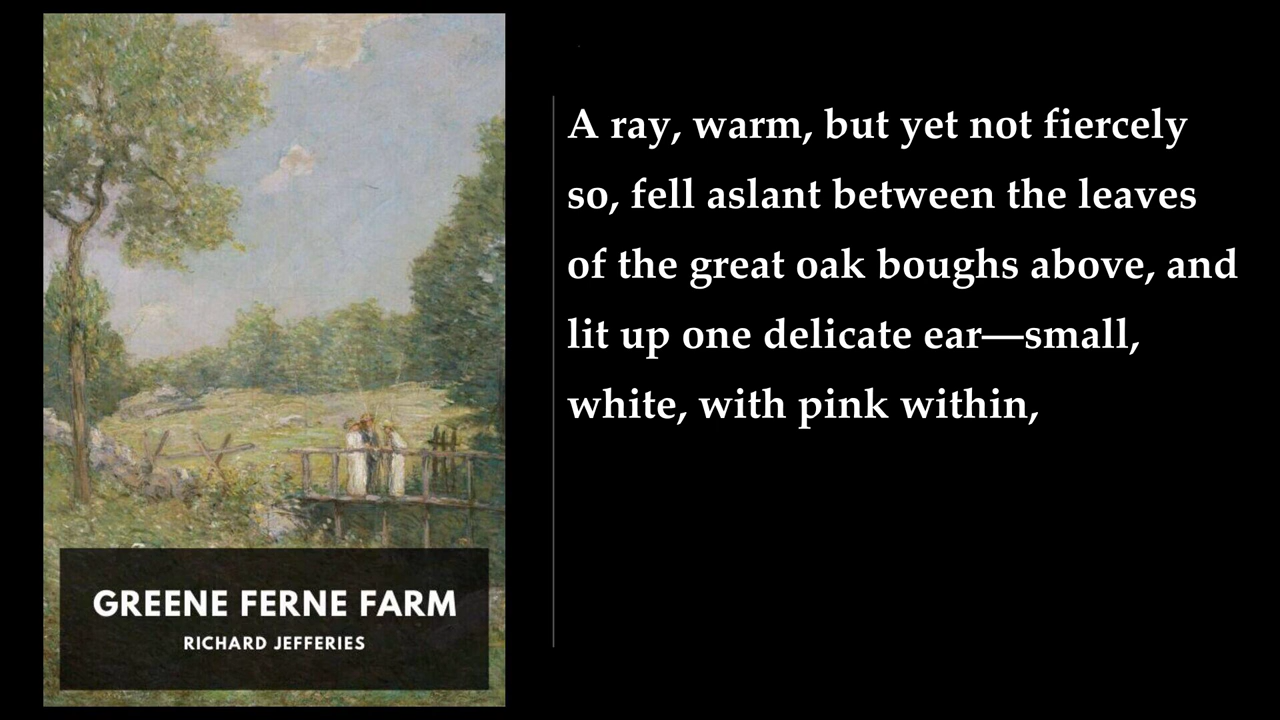 A ray, warm, but yet not fiercely
so, fell aslant between the leaves
of the great oak boughs above, and
lit up one delicate ear—small,
white, with pink within,
GREENE FERNE FARM
RICHARD JEFFERIES